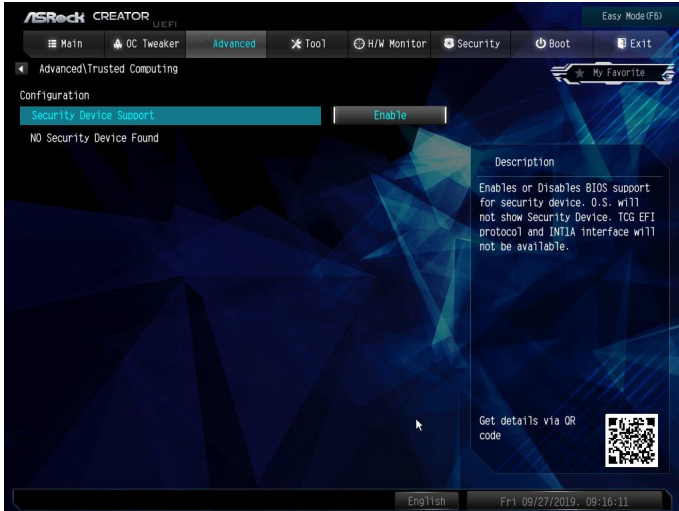 ASRock CREATOR
UEFI
Easy Mode(F6)
Main OC Tweaker Advanced Tool H/W Monitor Security Boot Exit
Advanced\Trusted Computing
My Favorite
Configuration
Security Device Support Enable
NO Security Device Found
Description
Enables or Disables BIOS support
for security device. O.S. will
not show Security Device. TCG EFI
protocol and INT1A interface will
not be available.
Get details via QR
code
English Fri 09/27/2019. 09:16:11